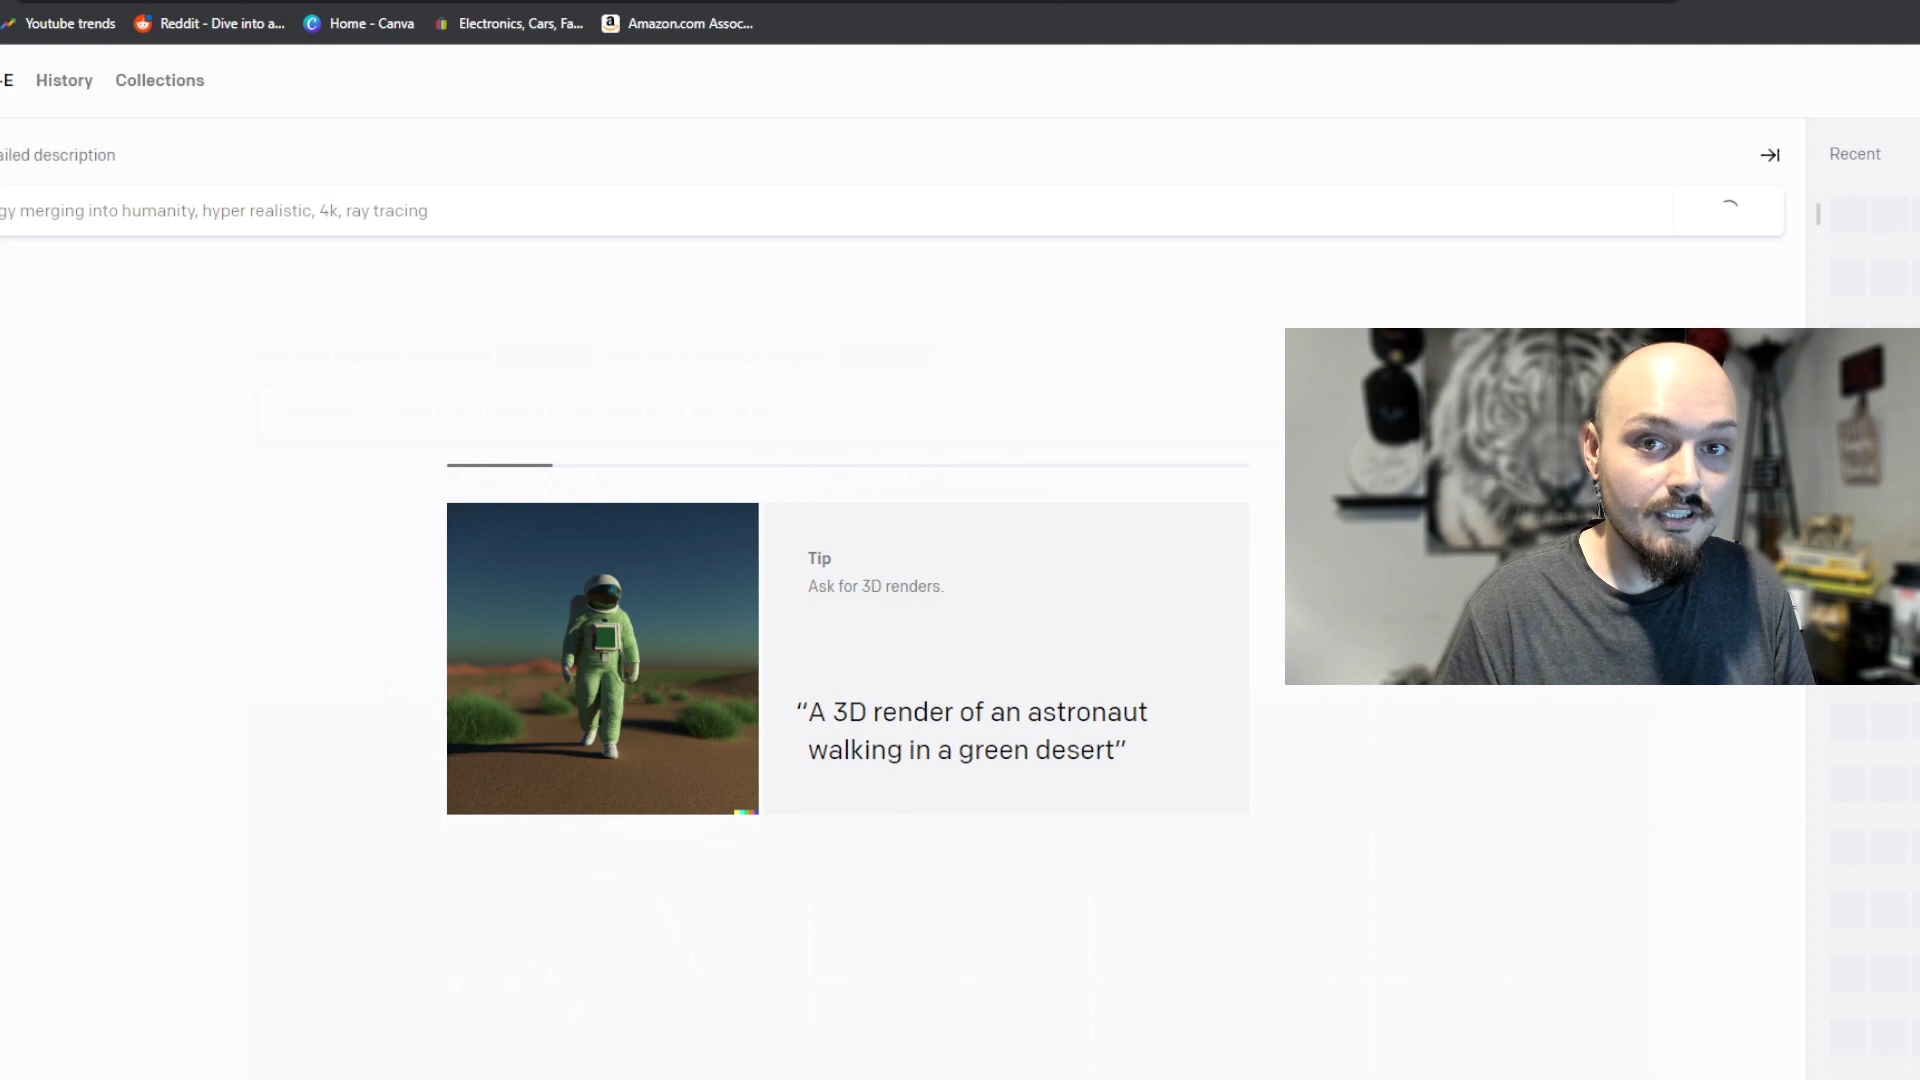 Youtube trends
Reddit - Dive into a...
Home - Canva
Electronics, Cars, Fa...
Amazon.com Assoc...
-E
History
Collections
ailed description
Recent
gy merging into humanity, hyper realistic, 4k, ray tracing
Tip
Ask for 3D renders.
“A 3D render of an astronaut
walking in a green desert”